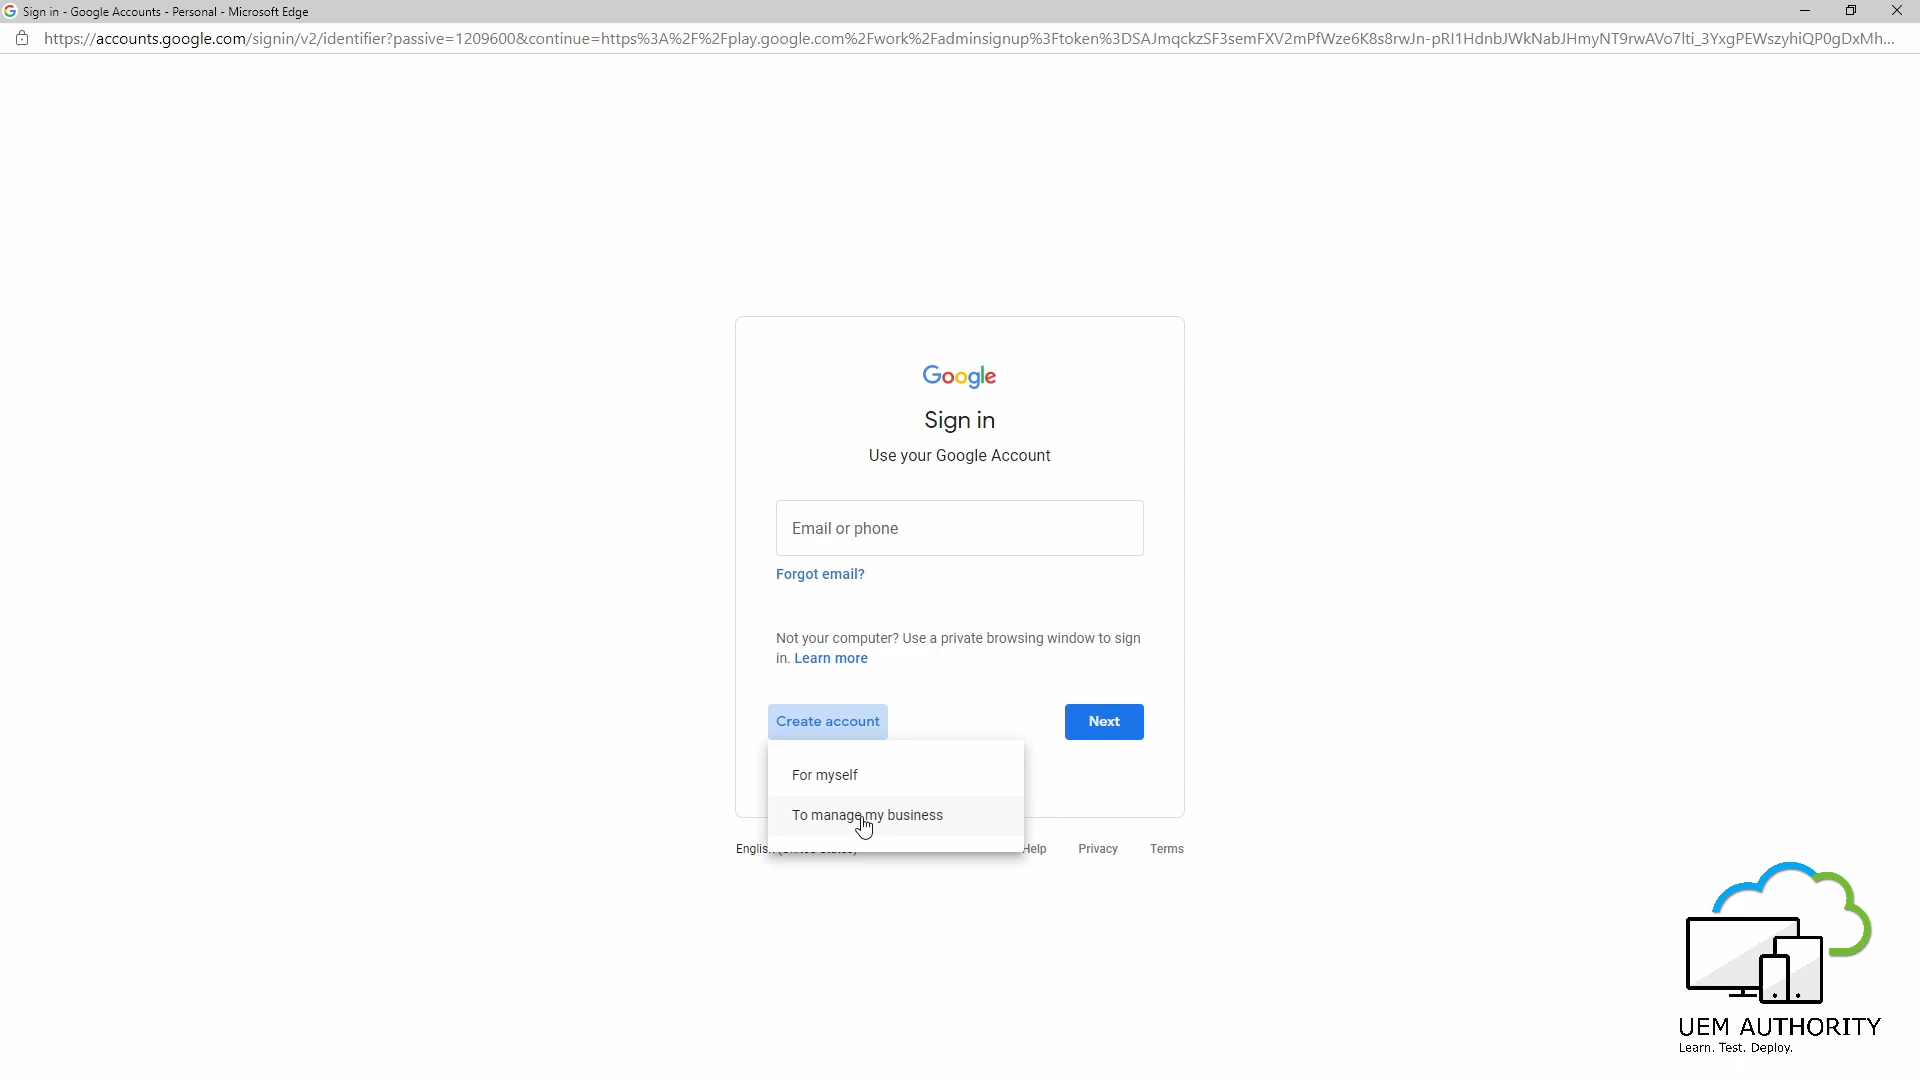 Sign in - Google Accounts - Personal - Microsoft Edge
https://accounts.google.com/signin/v2/identifier?passive=1209600&continue=https%3A%2F%2Fplay.google.com%2Fwork%2Fadminsignup%3Ftoken%3DSAJmqckzSF3semFXV2mPfWze6K8s8rwJn-pRI1HdnbJWkNabJHmyNT9rwAVo7lti_3YxgPEWszyhiQP0gDxMh...
Google
Sign in
Use your Google Account
Email or phone
Forgot email?
Not your computer? Use a private browsing window to sign
in. Learn more
Create account
Next
For myself
To manage my business
Help Privacy Terms
UEM AUTHORITY
Learn. Test. Deploy.